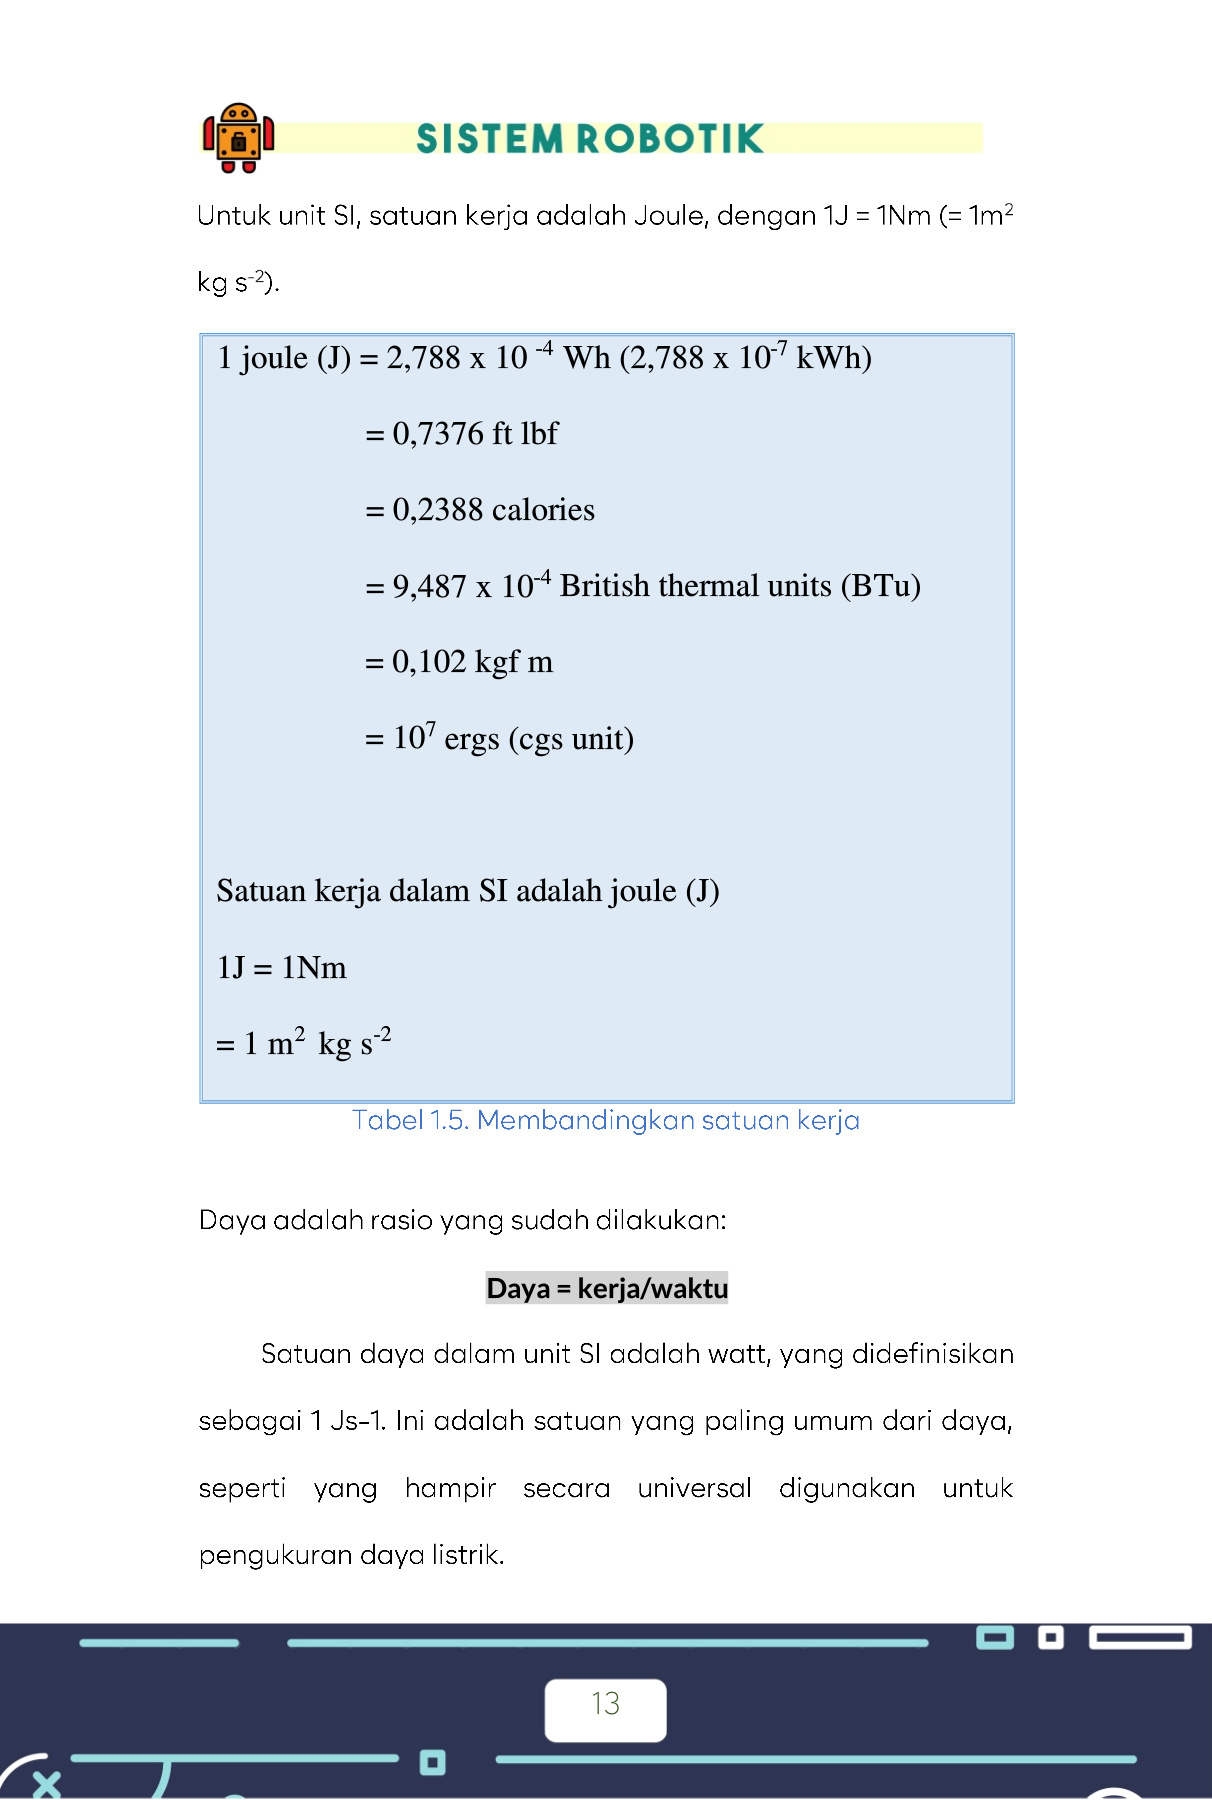 SISTEM ROBOTIK
Untuk unit SI, satuan kerja adalah Joule, dengan 1J = 1Nm (= 1m²
kg s⁻²).
1 joule (J) = 2,788 x 10 ⁻⁴ Wh (2,788 x 10⁻⁷ kWh)
= 0,7376 ft lbf
= 0,2388 calories
= 9,487 x 10⁻⁴ British thermal units (BTu)
= 0,102 kgf m
= 10⁷ ergs (cgs unit)
Satuan kerja dalam SI adalah joule (J)
1J = 1Nm
= 1 m² kg s⁻²
Tabel 1.5. Membandingkan satuan kerja
Daya adalah rasio yang sudah dilakukan:
Daya = kerja/waktu
Satuan daya dalam unit SI adalah watt, yang didefinisikan
sebagai 1 Js-1. Ini adalah satuan yang paling umum dari daya,
seperti yang hampir secara universal digunakan untuk
pengukuran daya listrik.
13